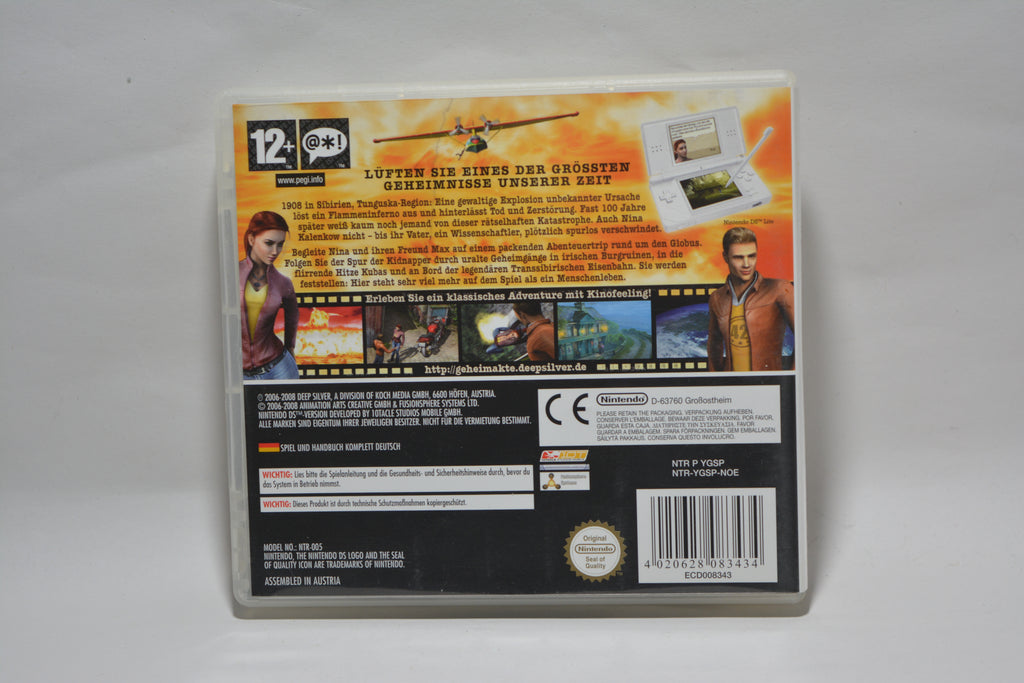 12+
@*!
www.pegi.info
LÜFTEN SIE EINES DER GRÖSSTEN
GEHEIMNISSE UNSERER ZEIT
1908 in Sibirien, Tunguska-Region: Eine gewaltige Explosion unbekannter Ursache
löst ein Flammeninferno aus und hinterlässt Tod und Zerstörung. Fast 100 Jahre
später weiß kaum noch jemand von dieser rätselhaften Katastrophe. Auch Nina
Kalenkow nicht – bis ihr Vater, ein Wissenschaftler, plötzlich spurlos verschwindet.
Nintendo DS™ Lite
Begleite Nina und ihren Freund Max auf einem packenden Abenteuertrip rund um den Globus.
Folgen Sie der Spur der Kidnapper durch uralte Geheimgänge in irischen Burgruinen, in die
flirrende Hitze Kubas und an Bord der legendären Transsibirischen Eisenbahn. Sie werden
feststellen: Hier steht sehr viel mehr auf dem Spiel als ein Menschenleben.
Erleben Sie ein klassisches Adventure mit Kinofeeling!
42
http://geheimakte.deepsilver.de
℗ 2006-2008 DEEP SILVER, A DIVISION OF KOCH MEDIA GMBH, 6600 HÖFEN, AUSTRIA.
© 2006-2008 ANIMATION ARTS CREATIVE GMBH & FUSIONSPHERE SYSTEMS LTD.
NINTENDO DS™-VERSION DEVELOPED BY 10TACLE STUDIOS MOBILE GMBH.
ALLE MARKEN SIND EIGENTUM IHRER JEWEILIGEN BESITZER. NICHT FÜR DIE VERMIETUNG BESTIMMT.
CE
Nintendo D-63760 Großostheim
PLEASE RETAIN THE PACKAGING. VERPACKUNG AUFHEBEN.
CONSERVER L'EMBALLAGE. BEWAAR DEZE VERPAKKING. POR FAVOR,
GUARDA ESTA CAJA. ΔΙΑΤΗΡΗΣΤΕ ΤΗΝ ΣΥΣΚΕΥΑΣΙΑ. FAVOR
GUARDAR A EMBALAGEM. SPARA FÖRPACKNINGEN. GEM EMBALLAGEN.
SÄILYTÄ PAKKAUS. CONSERVA QUESTO INVOLUCRO.
SPIEL UND HANDBUCH KOMPLETT DEUTSCH
WICHTIG: Lies bitte die Spielanleitung und die Gesundheits- und Sicherheitshinweise durch, bevor du
das System in Betrieb nimmst.
WICHTIG: Dieses Produkt ist durch technische Schutzmaßnahmen kopiergeschützt.
NTR P YGSP
NTR-YGSP-NOE
MODEL NO.: NTR-005
NINTENDO, THE NINTENDO DS LOGO AND THE SEAL
OF QUALITY ICON ARE TRADEMARKS OF NINTENDO.
ASSEMBLED IN AUSTRIA
Original
Nintendo
Seal of
Quality
4 020628 083434
ECD008343